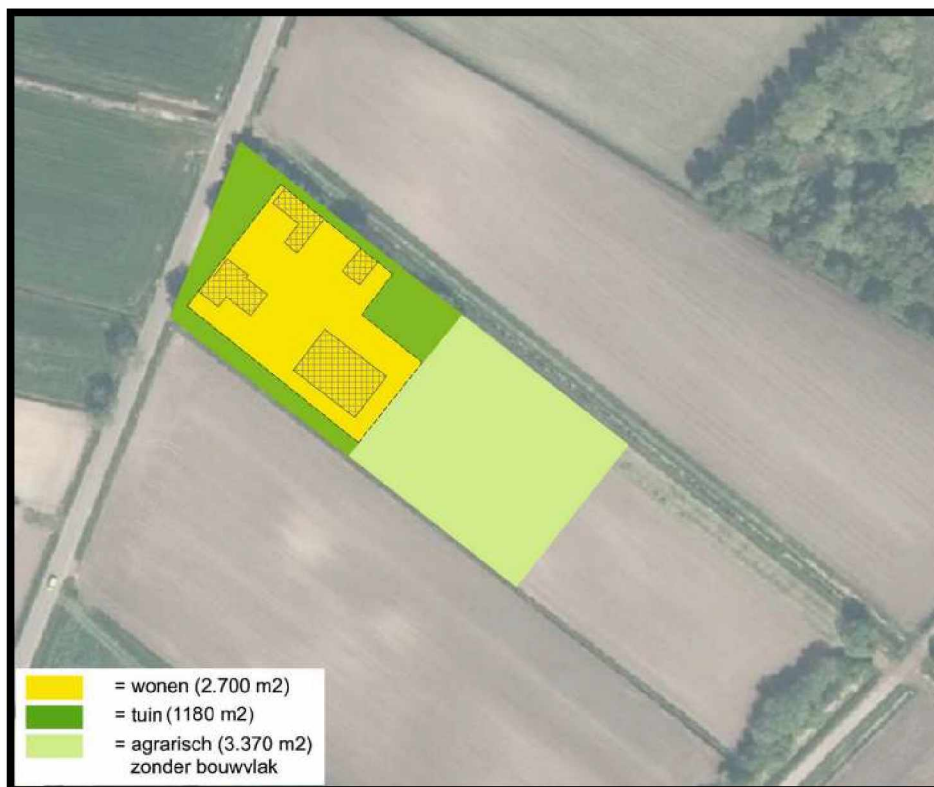 = wonen (2.700 m2)
= tuin (1180 m2)
= agrarisch (3.370 m2)
zonder bouwvlak